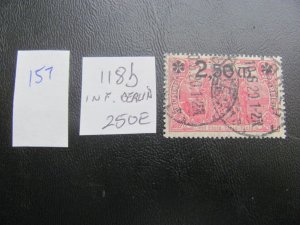 157
118b
INF. BERLIN
250E
* 2,50 M. *